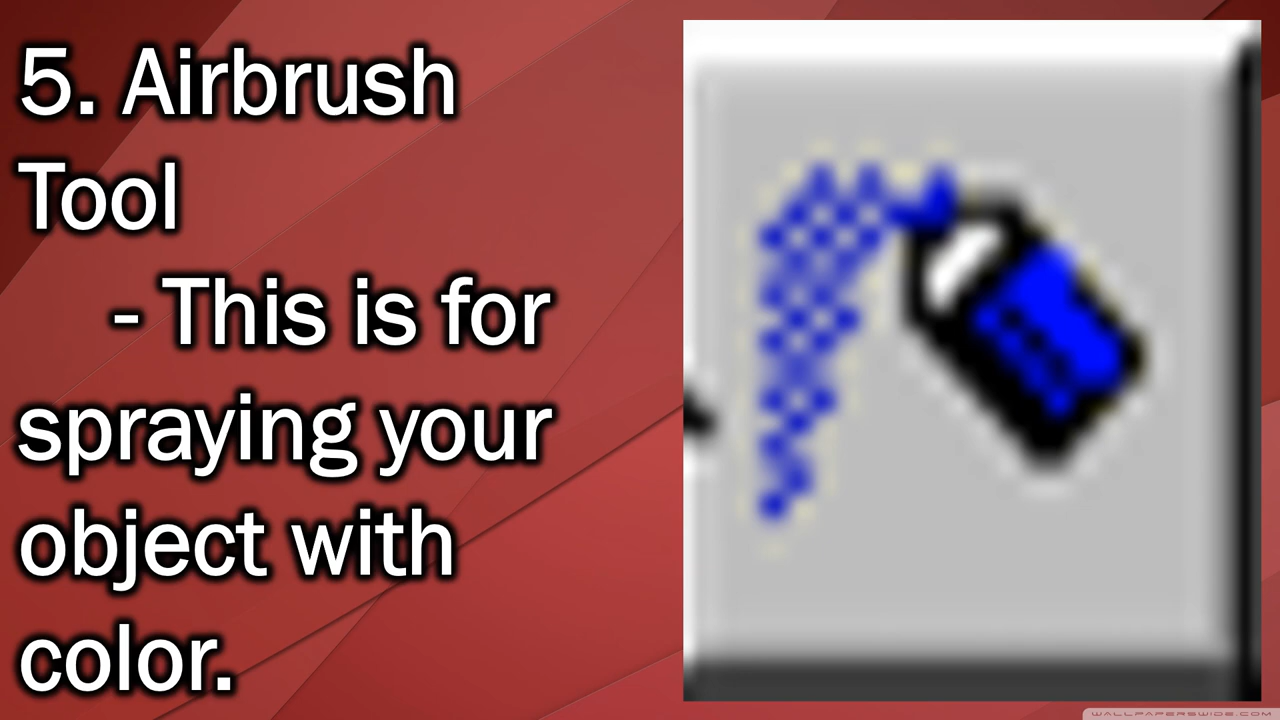 5. Airbrush
Tool
- This is for
spraying your
object with
color.
WALLPAPERSWIDE.COM